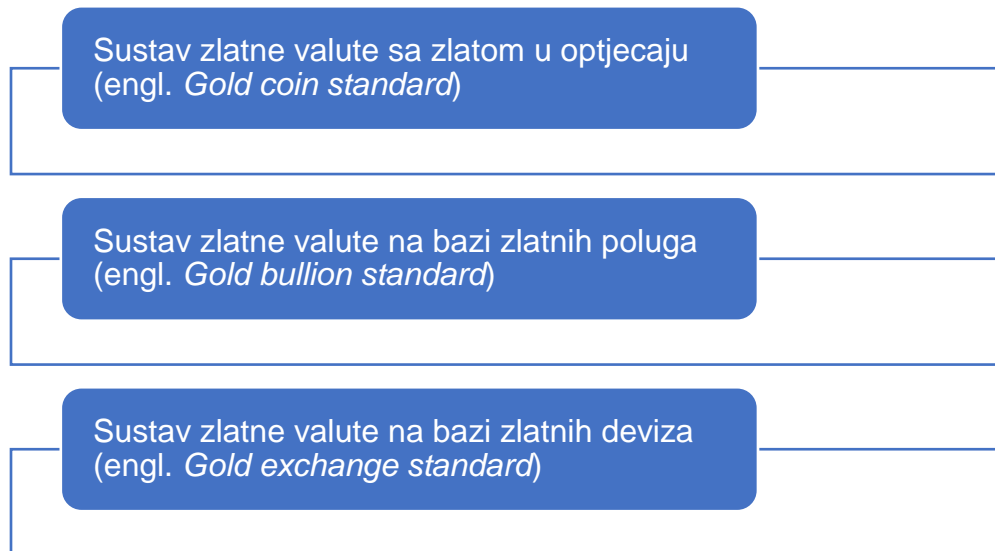 Sustav zlatne valute sa zlatom u optjecaju
(engl. Gold coin standard)
Sustav zlatne valute na bazi zlatnih poluga
(engl. Gold bullion standard)
Sustav zlatne valute na bazi zlatnih deviza
(engl. Gold exchange standard)